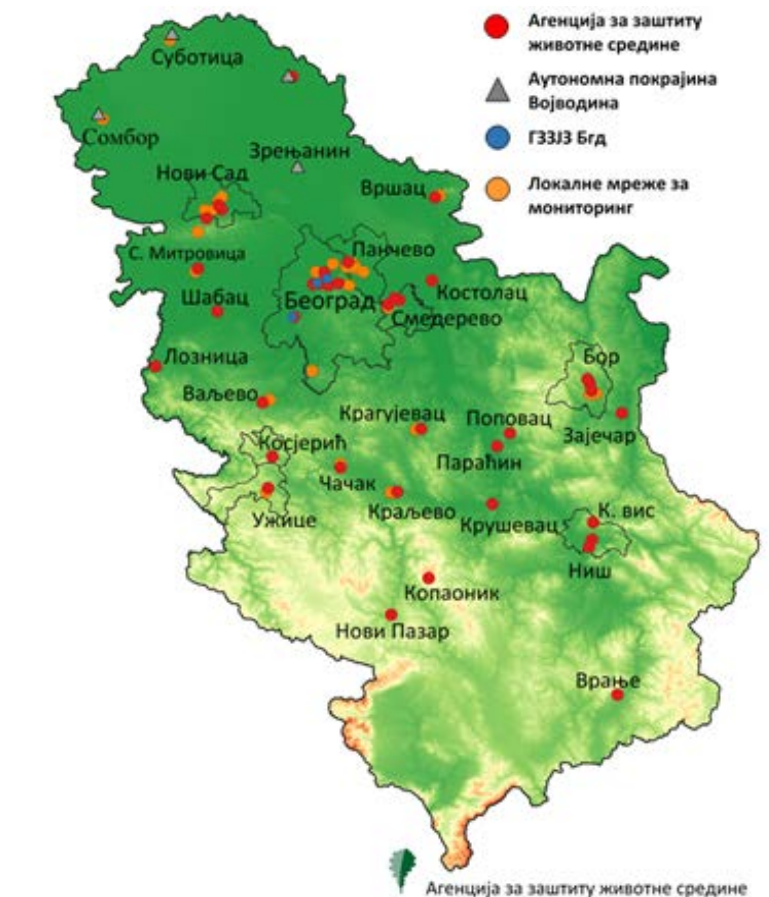 Агенција за заштиту
животне средине
Аутономна покрајина
Војводина
ГЗЗЈЗ Бгд
Локалне мреже за
мониторинг
Суботица
Сомбор
Зрењанин
Нови Сад
Вршац
С. Митровица
Панчево
Шабац
Београд
Костолац
Смедерево
Лозница
Бор
Ваљево
Крагујевац
Поповац
Зајечар
Косјерић
Параћин
Чачак
Ужице
Краљево
Крушевац
К. вис
Ниш
Копаоник
Нови Пазар
Врање
Агенција за заштиту животне средине